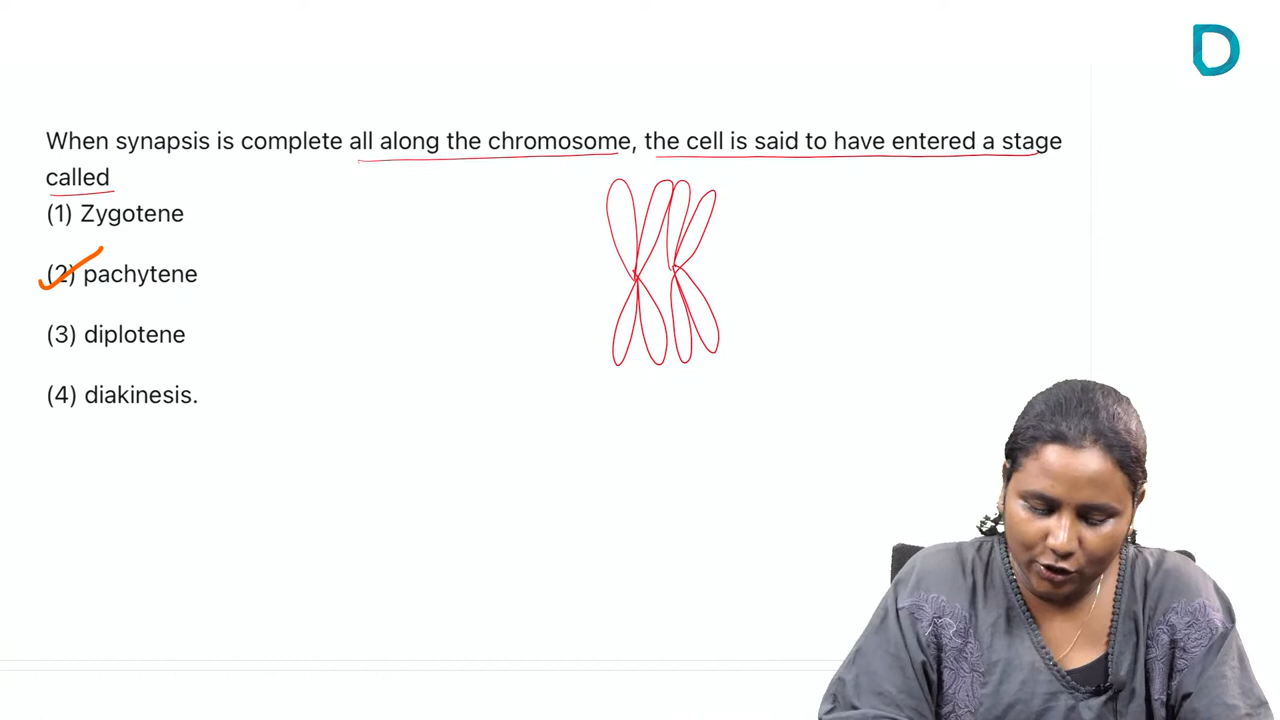 When synapsis is complete all along the chromosome, the cell is said to have entered a stage
called
(1) Zygotene
(2) pachytene
(3) diplotene
(4) diakinesis.